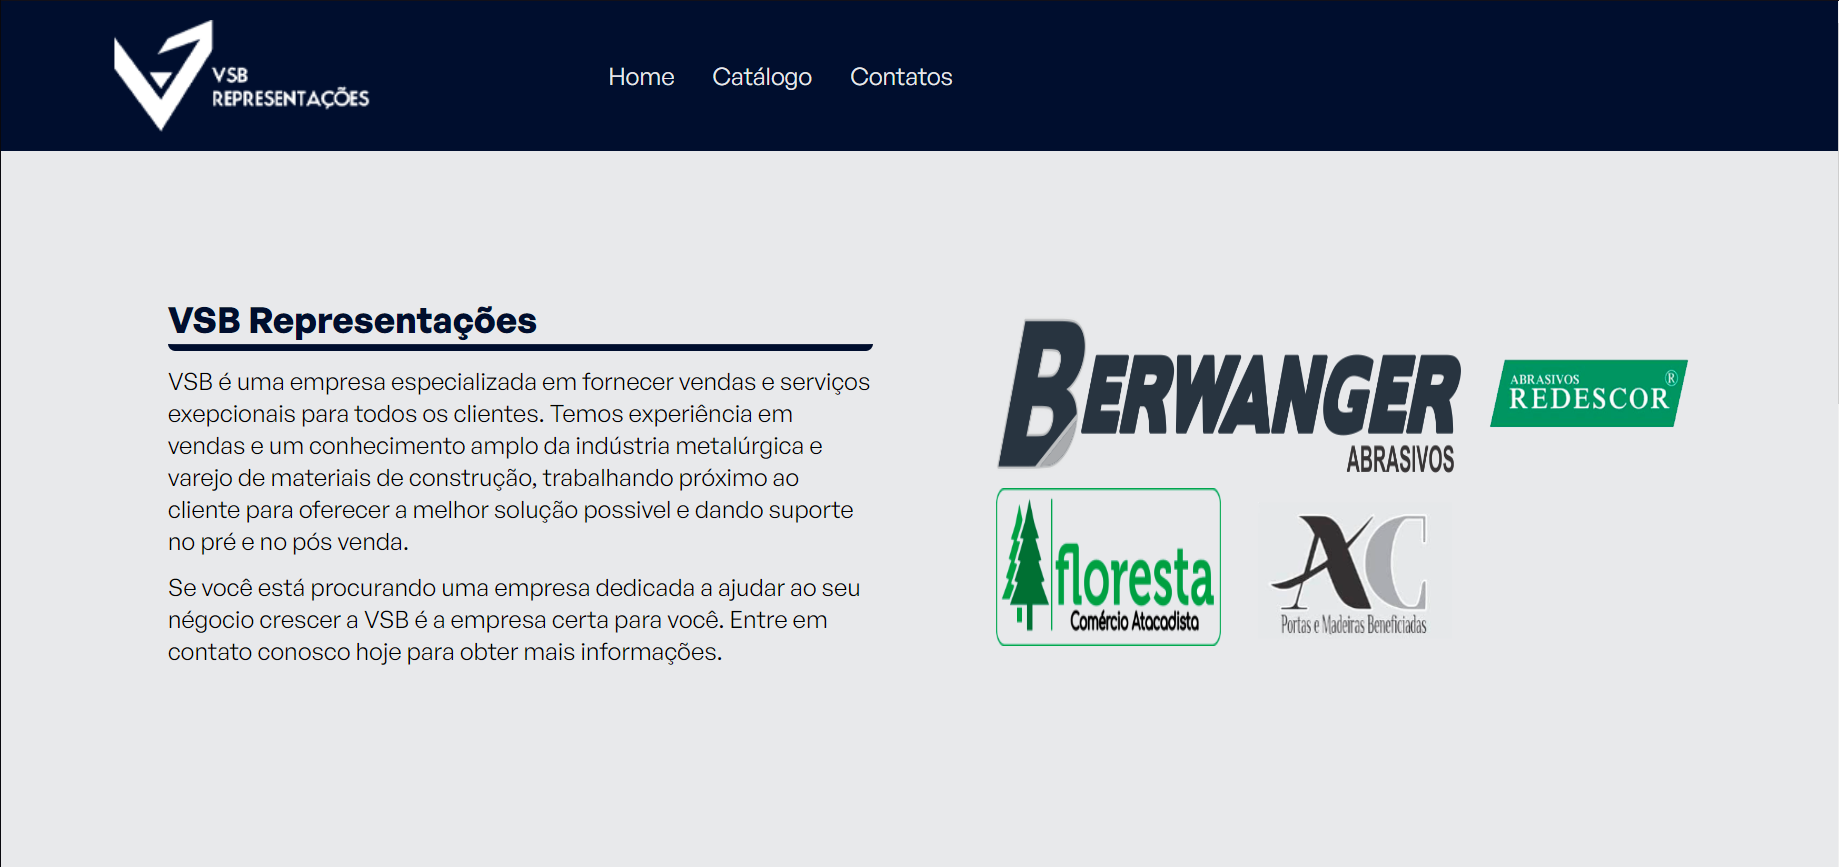 VSB
REPRESENTAÇÕES
Home Catálogo Contatos
VSB Representações
VSB é uma empresa especializada em fornecer vendas e serviços
exepcionais para todos os clientes. Temos experiência em
vendas e um conhecimento amplo da indústria metalúrgica e
varejo de materiais de construção, trabalhando próximo ao
cliente para oferecer a melhor solução possivel e dando suporte
no pré e no pós venda.
Se você está procurando uma empresa dedicada a ajudar ao seu
négocio crescer a VSB é a empresa certa para você. Entre em
contato conosco hoje para obter mais informações.
BERWANGER
ABRASIVOS
ABRASIVOS ®
REDESCOR
floresta
Comércio Atacadista
AC
Portas e Madeiras Beneficiadas